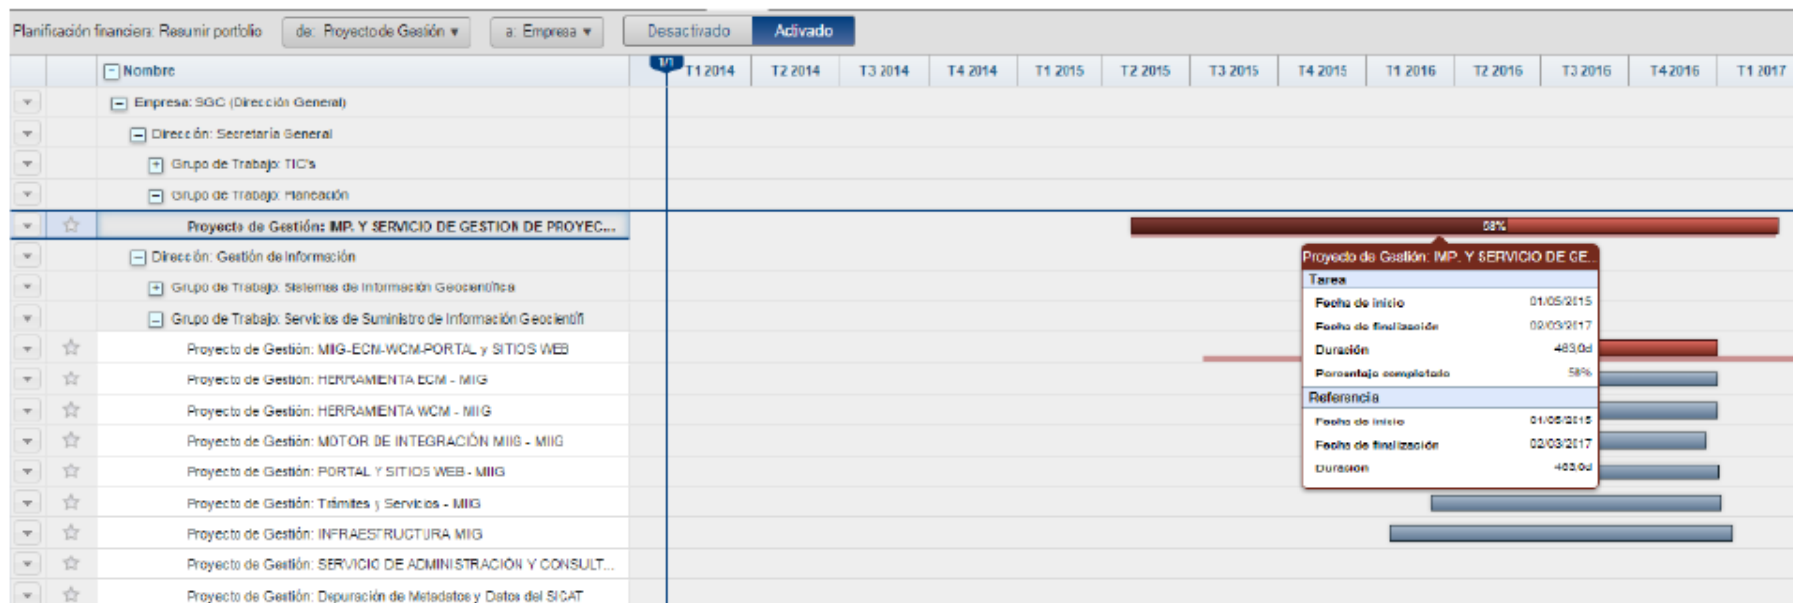 Planificación financiera: Resumir portfolio de: Proyecto de Gestión a: Empresa Desactivado Activado
Nombre 1/1 T1 2014 T2 2014 T3 2014 T4 2014 T1 2015 T2 2015 T3 2015 T4 2015 T1 2016 T2 2016 T3 2016 T4 2016 T1 2017
Empresa: SGC (Dirección General)
Dirección: Secretaría General
Grupo de Trabajo: TIC's
Grupo de Trabajo: Planeación
Proyecto de Gestión: IMP. Y SERVICIO DE GESTION DE PROYEC... 58%
Dirección: Gestión de Información
Grupo de Trabajo: Sistemas de Información Geocientífica
Grupo de Trabajo: Servicios de Suministro de Información Geocientífi
Proyecto de Gestión: MIIG-ECM-WCM-PORTAL y SITIOS WEB
Proyecto de Gestión: HERRAMIENTA ECM - MIIG
Proyecto de Gestión: HERRAMIENTA WCM - MIIG
Proyecto de Gestión: MOTOR DE INTEGRACIÓN MIIG - MIIG
Proyecto de Gestión: PORTAL Y SITIOS WEB - MIIG
Proyecto de Gestión: Trámites y Servicios - MIIG
Proyecto de Gestión: INFRAESTRUCTURA MIIG
Proyecto de Gestión: SERVICIO DE ADMINISTRACIÓN Y CONSULT...
Proyecto de Gestión: Depuración de Metadatos y Datos del SICAT
Proyecto de Gestión: IMP. Y SERVICIO DE GE...
Tarea
Fecha de inicio 01/05/2015
Fecha de finalización 02/03/2017
Duración 463,0d
Porcentaje completado 58%
Referencia
Fecha de inicio 01/05/2015
Fecha de finalización 02/03/2017
Duración 463,0d